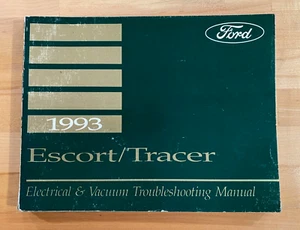 Ford
1993
Escort/Tracer
Electrical & Vacuum Troubleshooting Manual